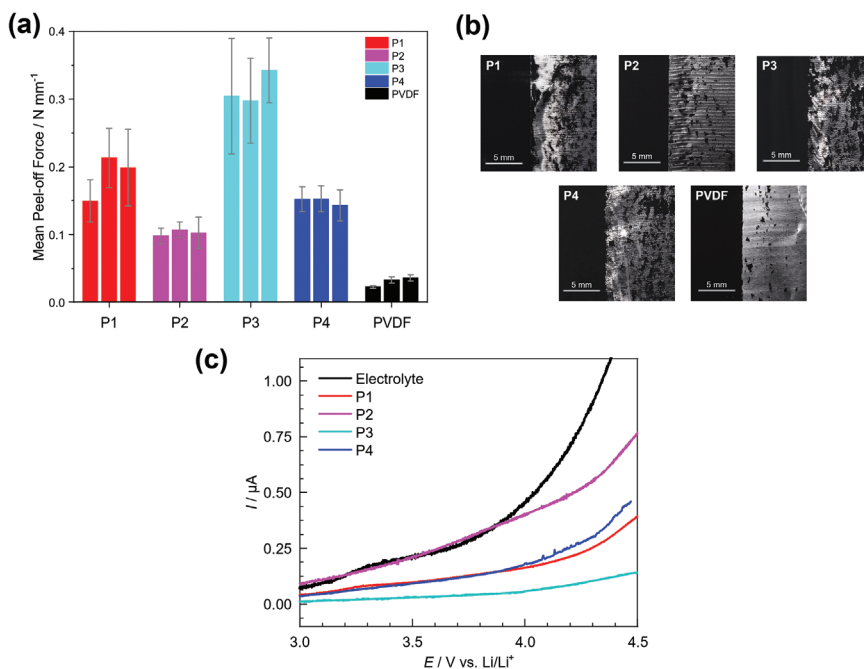 (a)
Mean Peel-off Force / N mm⁻¹
0.4
0.3
0.2
0.1
0.0
P1
P2
P3
P4
PVDF
P1 P2 P3 P4 PVDF
(b)
P1
5 mm
P2
5 mm
P3
5 mm
P4
5 mm
PVDF
5 mm
(c)
I / µA
1.00
0.75
0.50
0.25
0.00
Electrolyte
P1
P2
P3
P4
3.0 3.5 4.0 4.5
E / V vs. Li/Li⁺